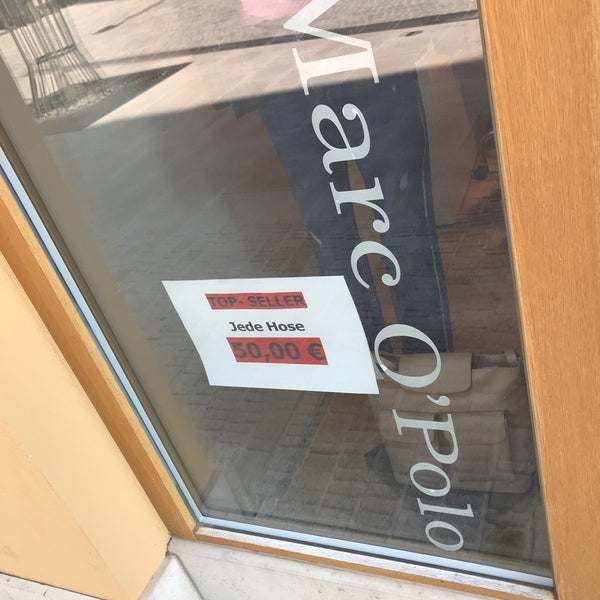 Marc O'Polo
TOP- SELLER
Jede Hose
50,00 €